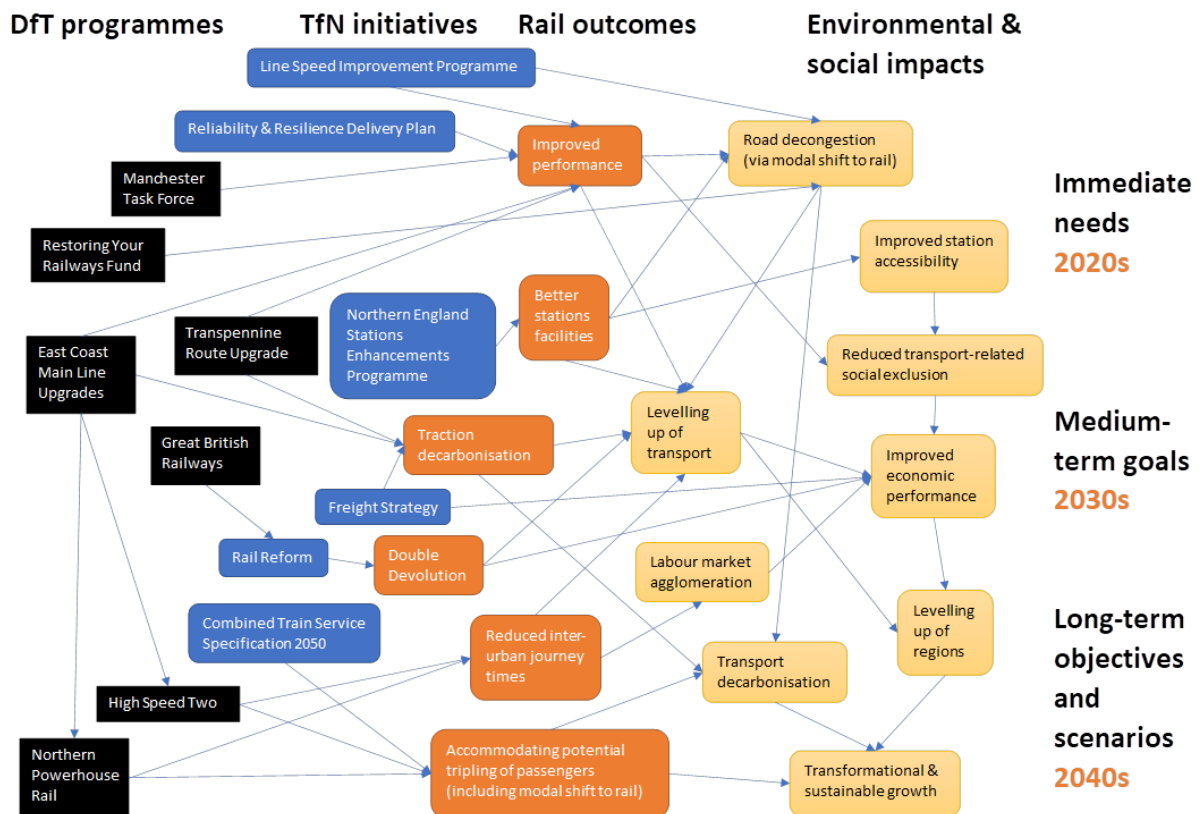 DfT programmes
TfN initiatives
Rail outcomes
Environmental &
social impacts
Line Speed Improvement Programme
Reliability & Resilience Delivery Plan
Improved
performance
Road decongestion
(via modal shift to rail)
Manchester
Task Force
Immediate
needs
2020s
Restoring Your
Railways Fund
Improved station
accessibility
Northern England
Stations
Enhancements
Programme
Better
stations
facilities
Transpennine
Route Upgrade
East Coast
Main Line
Upgrades
Reduced transport-related
social exclusion
Levelling
up of
transport
Traction
decarbonisation
Great British
Railways
Improved
economic
performance
Medium-
term goals
2030s
Freight Strategy
Rail Reform
Double
Devolution
Labour market
agglomeration
Combined Train Service
Specification 2050
Reduced inter-
urban journey
times
Levelling
up of
regions
Transport
decarbonisation
Long-term
objectives
and
scenarios
2040s
High Speed Two
Northern
Powerhouse
Rail
Accommodating potential
tripling of passengers
(including modal shift to rail)
Transformational &
sustainable growth